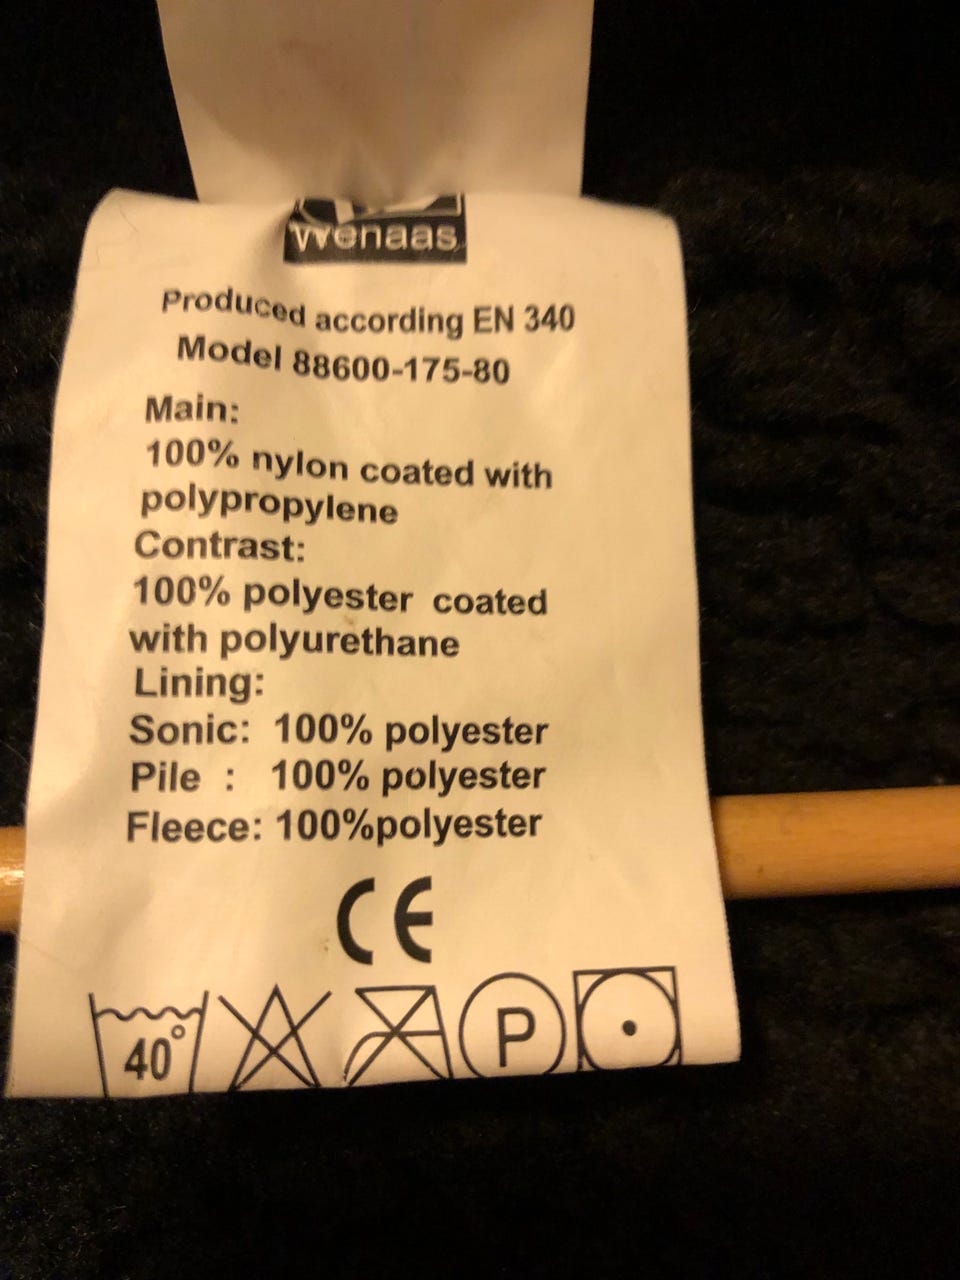 wenaas
Produced according EN 340
Model 88600-175-80
Main:
100% nylon coated with
polypropylene
Contrast:
100% polyester coated
with polyurethane
Lining:
Sonic: 100% polyester
Pile : 100% polyester
Fleece: 100%polyester
CE
40° P